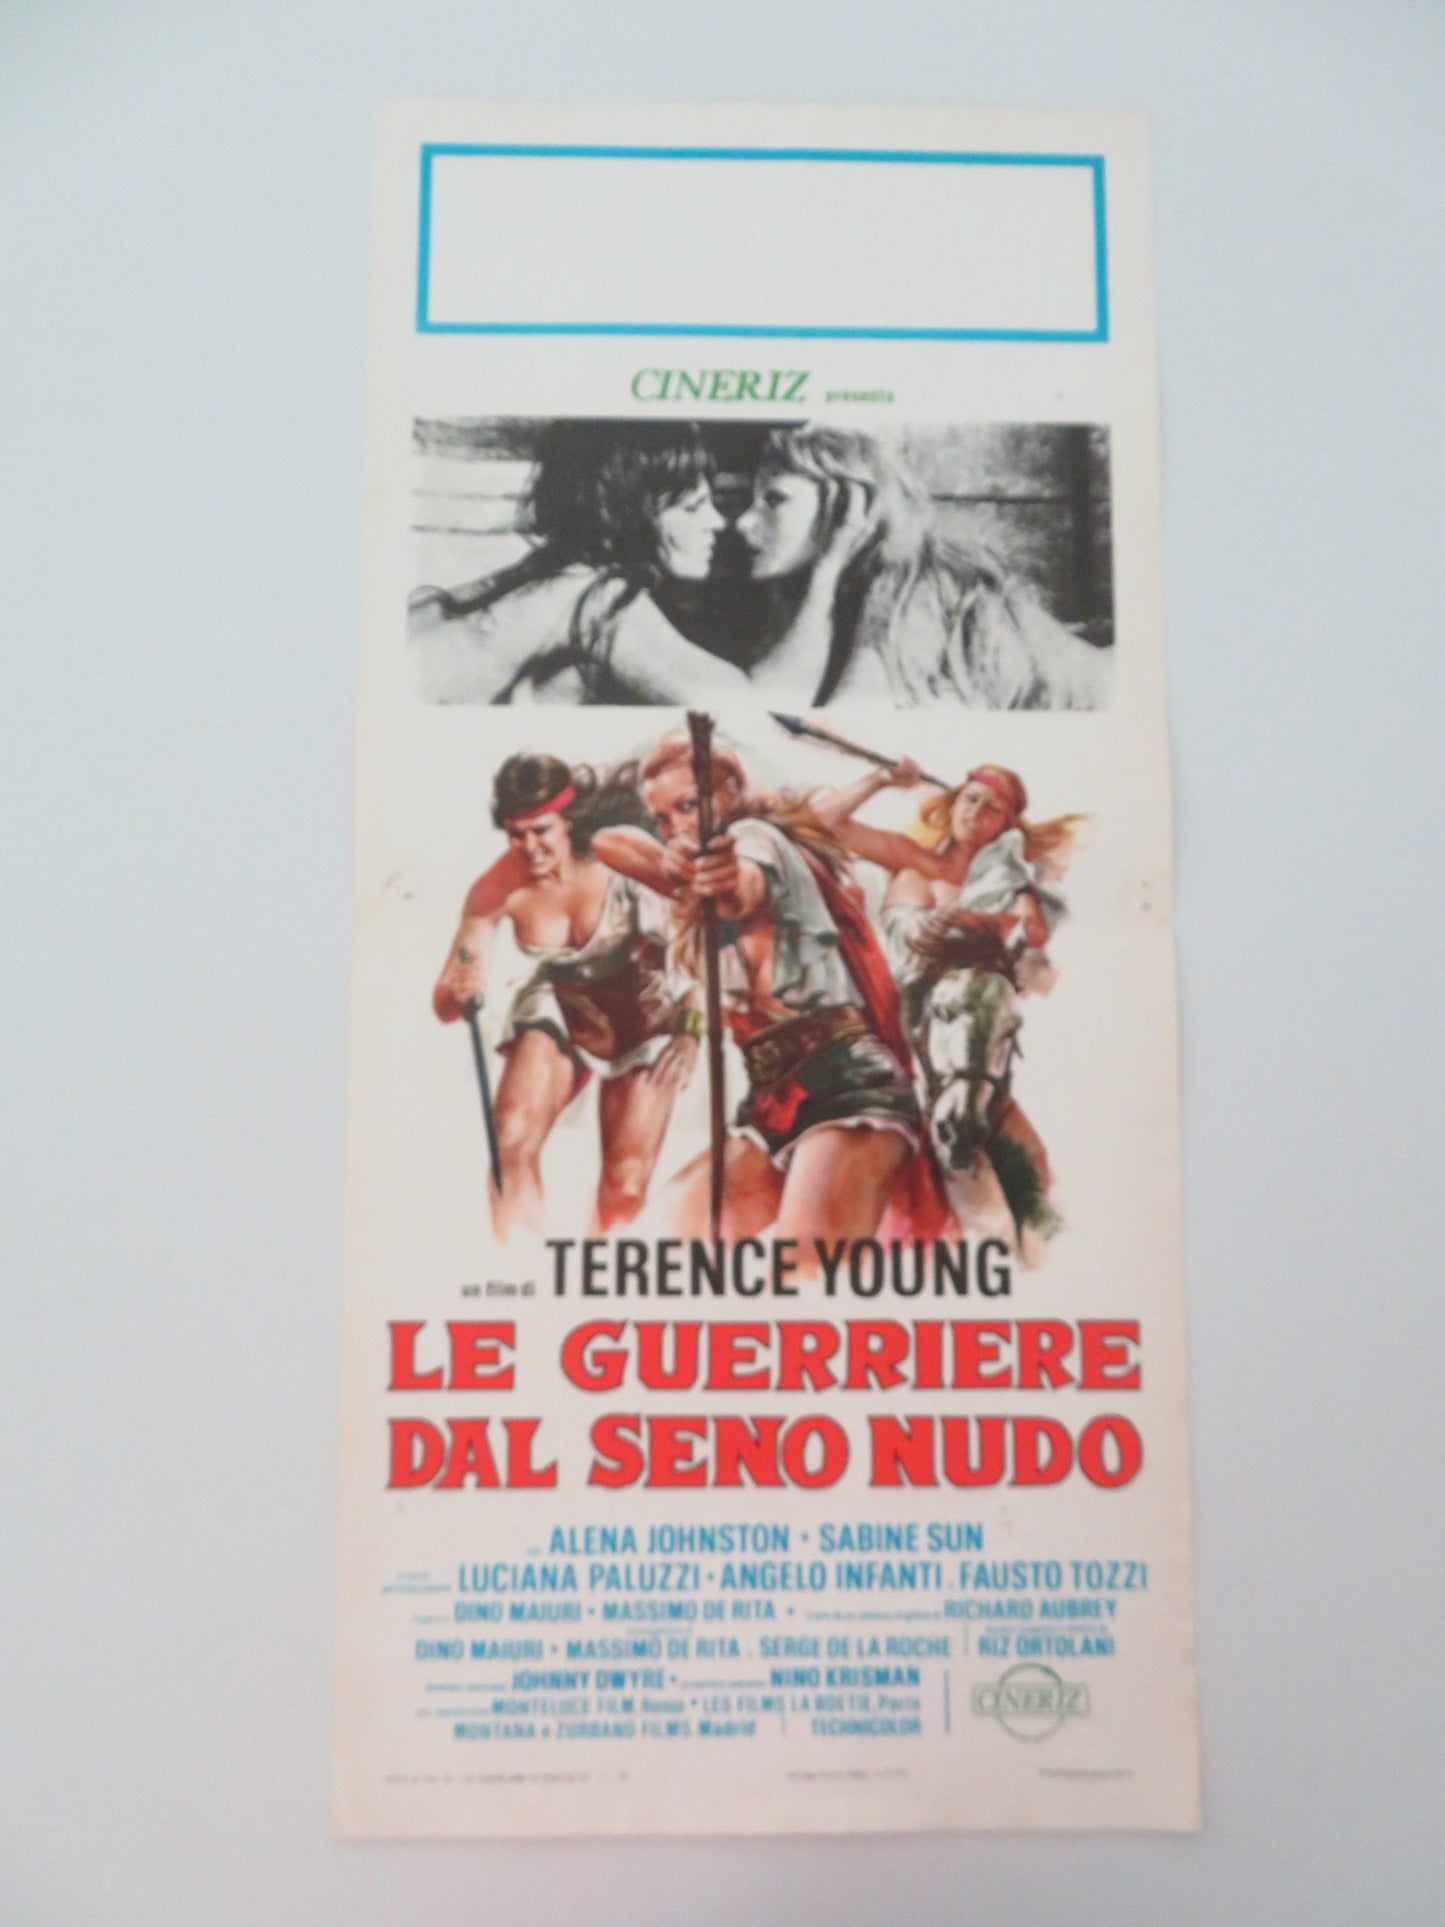 CINERIZ presenta
un film di TERENCE YOUNG
LE GUERRIERE
DAL SENO NUDO
ALENA JOHNSTON • SABINE SUN
LUCIANA PALUZZI • ANGELO INFANTI . FAUSTO TOZZI
DINO MAIURI • MASSIMO DE RITA • RICHARD AUBREY
DINO MAIURI • MASSIMO DE RITA . SERGE DE LA ROCHE | RIZ ORTOLANI
JOHNNY DWYRE • NINO KRISMAN
MONTELUCE FILM, Roma • LES FILMS LA BOETIE, Paris
MONTANA e ZURBANO FILMS, Madrid | TECHNICOLOR
CINERIZ